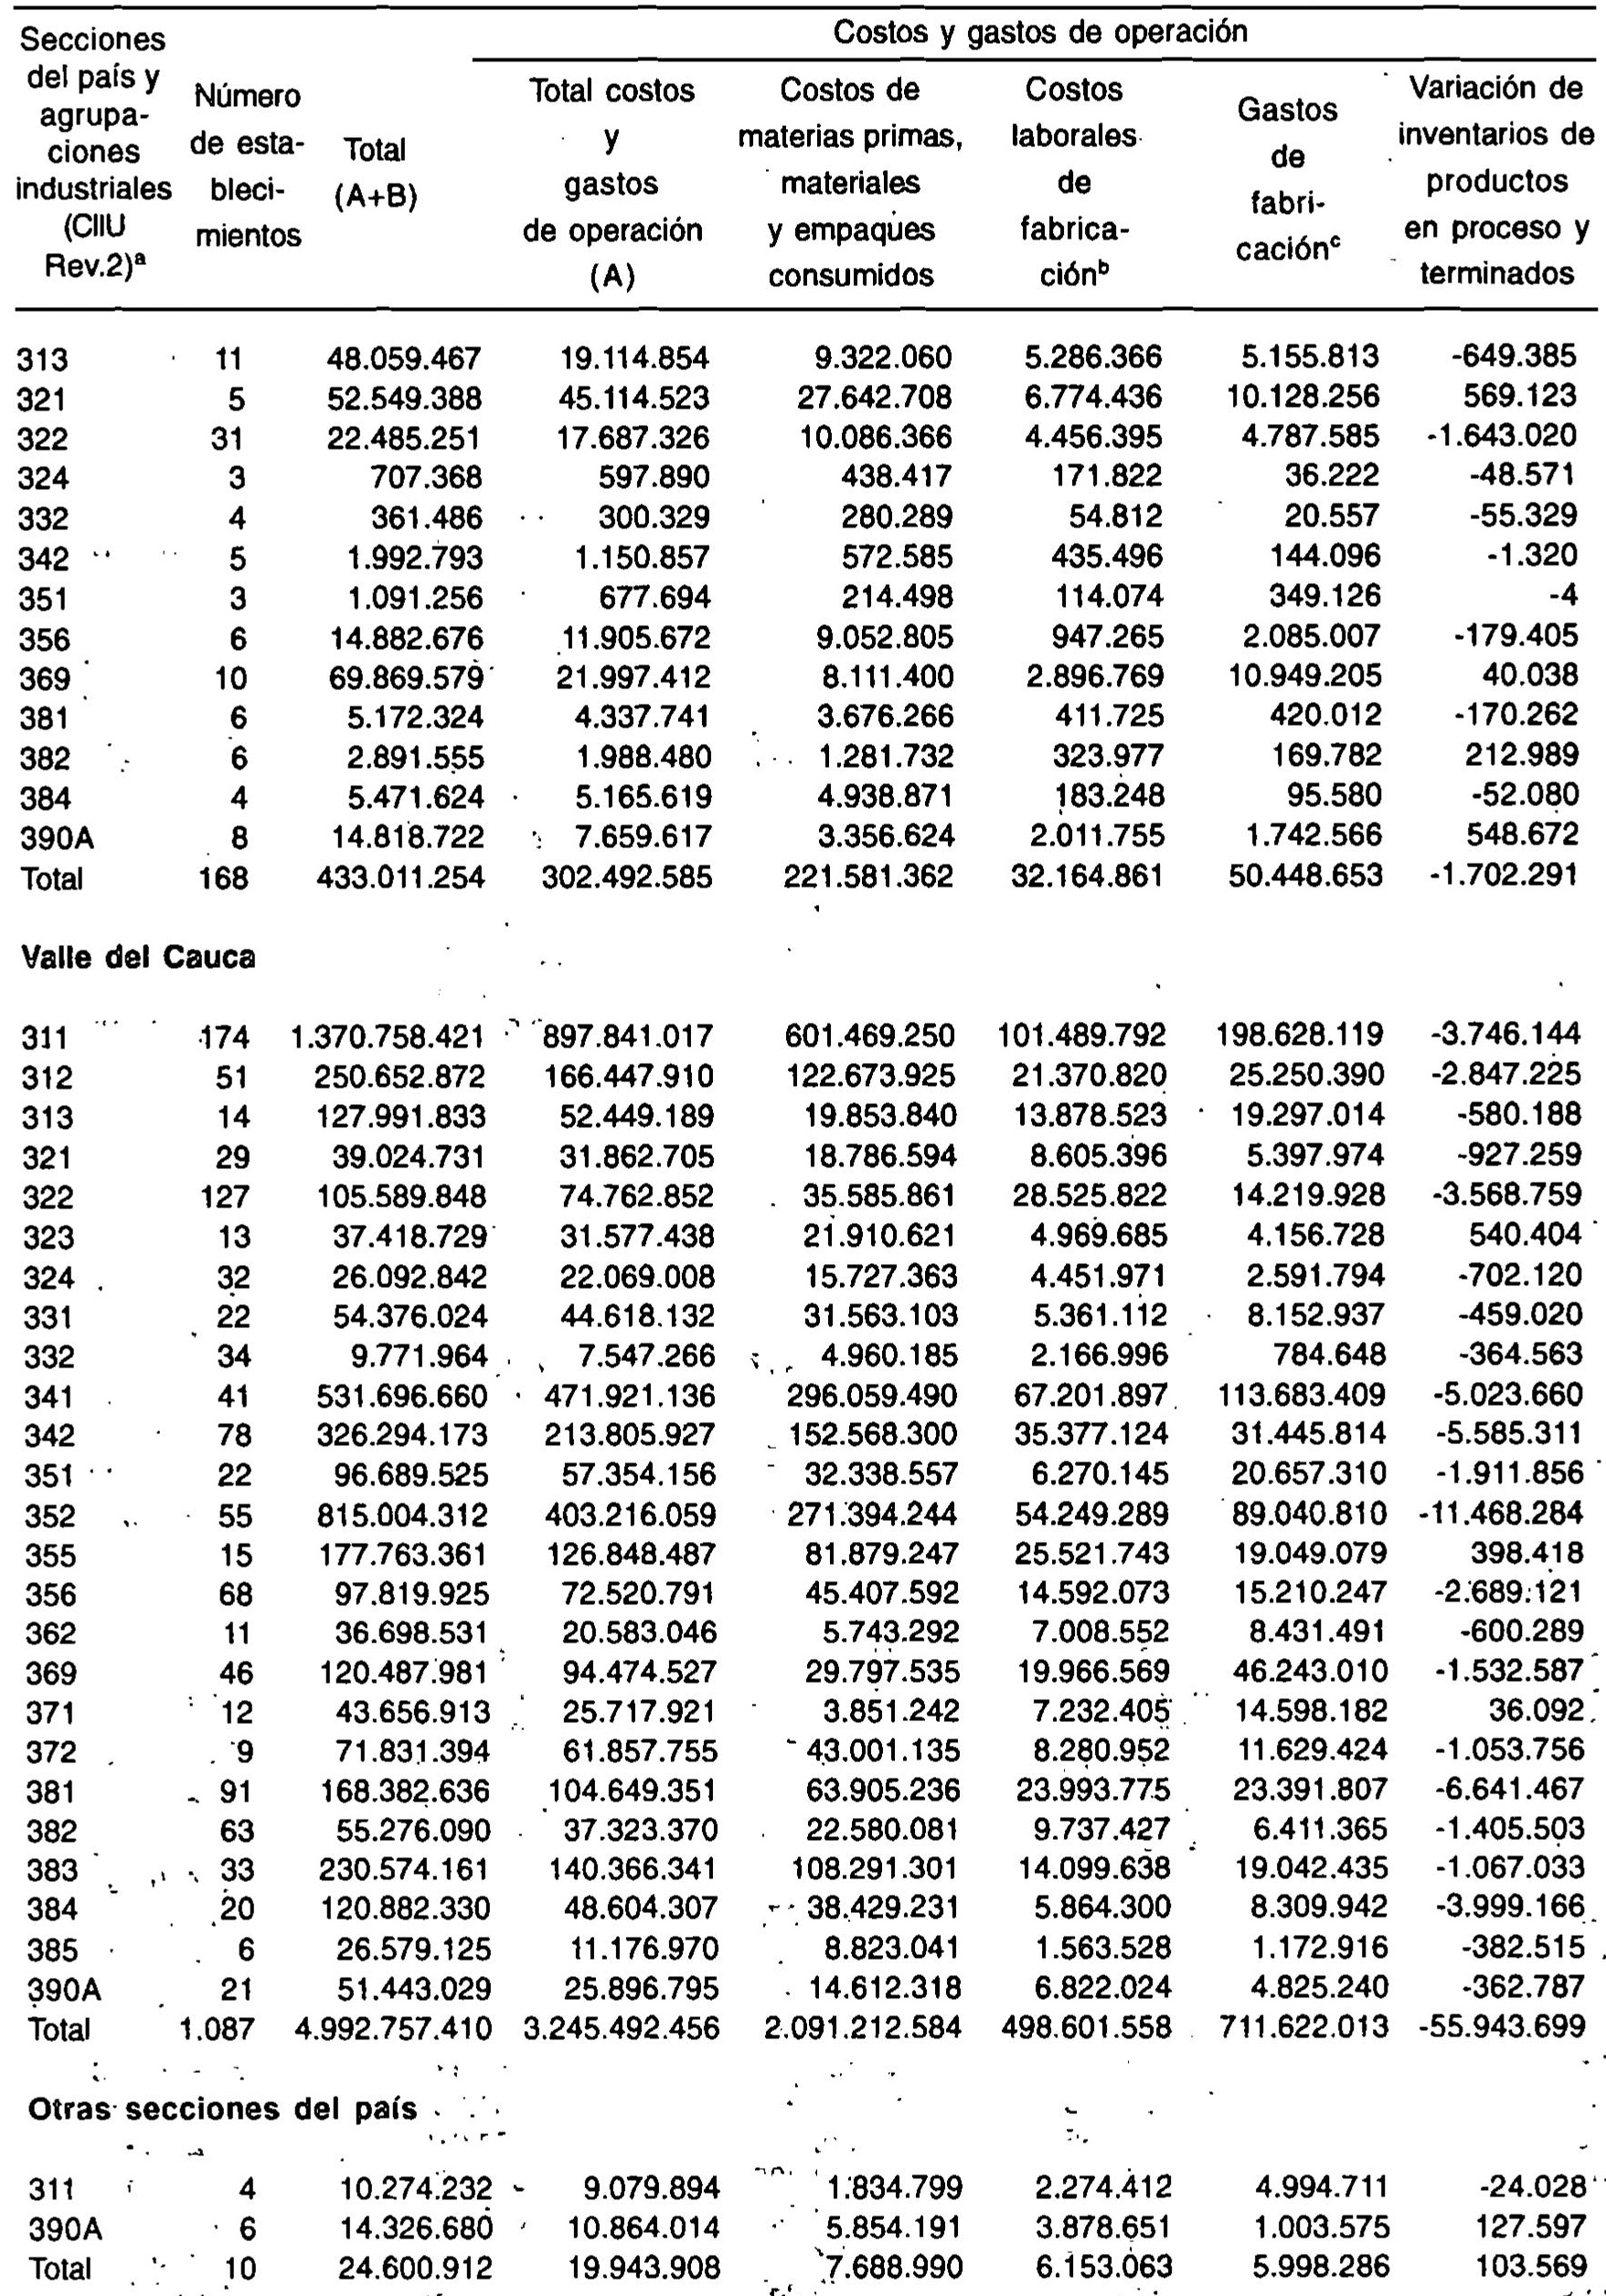 Costos y gastos de operación
Secciones del país y agrupa- ciones industriales (CIIU Rev.2)ª Número de esta- bleci- mientos Total (A+B) Total costos y gastos de operación (A) Costos de materias primas, materiales y empaques consumidos Costos laborales de fabrica- ciónᵇ Gastos de fabri- caciónᶜ Variación de inventarios de productos en proceso y terminados
313 11 48.059.467 19.114.854 9.322.060 5.286.366 5.155.813 -649.385
321 5 52.549.388 45.114.523 27.642.708 6.774.436 10.128.256 569.123
322 31 22.485.251 17.687.326 10.086.366 4.456.395 4.787.585 -1.643.020
324 3 707.368 597.890 438.417 171.822 36.222 -48.571
332 4 361.486 300.329 280.289 54.812 20.557 -55.329
342 5 1.992.793 1.150.857 572.585 435.496 144.096 -1.320
351 3 1.091.256 677.694 214.498 114.074 349.126 -4
356 6 14.882.676 11.905.672 9.052.805 947.265 2.085.007 -179.405
369 10 69.869.579 21.997.412 8.111.400 2.896.769 10.949.205 40.038
381 6 5.172.324 4.337.741 3.676.266 411.725 420.012 -170.262
382 6 2.891.555 1.988.480 1.281.732 323.977 169.782 212.989
384 4 5.471.624 5.165.619 4.938.871 183.248 95.580 -52.080
390A 8 14.818.722 7.659.617 3.356.624 2.011.755 1.742.566 548.672
Total 168 433.011.254 302.492.585 221.581.362 32.164.861 50.448.653 -1.702.291
Valle del Cauca
311 174 1.370.758.421 897.841.017 601.469.250 101.489.792 198.628.119 -3.746.144
312 51 250.652.872 166.447.910 122.673.925 21.370.820 25.250.390 -2.847.225
313 14 127.991.833 52.449.189 19.853.840 13.878.523 19.297.014 -580.188
321 29 39.024.731 31.862.705 18.786.594 8.605.396 5.397.974 -927.259
322 127 105.589.848 74.762.852 35.585.861 28.525.822 14.219.928 -3.568.759
323 13 37.418.729 31.577.438 21.910.621 4.969.685 4.156.728 540.404
324 32 26.092.842 22.069.008 15.727.363 4.451.971 2.591.794 -702.120
331 22 54.376.024 44.618.132 31.563.103 5.361.112 8.152.937 -459.020
332 34 9.771.964 7.547.266 4.960.185 2.166.996 784.648 -364.563
341 41 531.696.660 471.921.136 296.059.490 67.201.897 113.683.409 -5.023.660
342 78 326.294.173 213.805.927 152.568.300 35.377.124 31.445.814 -5.585.311
351 22 96.689.525 57.354.156 32.338.557 6.270.145 20.657.310 -1.911.856
352 55 815.004.312 403.216.059 271.394.244 54.249.289 89.040.810 -11.468.284
355 15 177.763.361 126.848.487 81.879.247 25.521.743 19.049.079 398.418
356 68 97.819.925 72.520.791 45.407.592 14.592.073 15.210.247 -2.689.121
362 11 36.698.531 20.583.046 5.743.292 7.008.552 8.431.491 -600.289
369 46 120.487.981 94.474.527 29.797.535 19.966.569 46.243.010 -1.532.587
371 12 43.656.913 25.717.921 3.851.242 7.232.405 14.598.182 36.092
372 9 71.831.394 61.857.755 43.001.135 8.280.952 11.629.424 -1.053.756
381 91 168.382.636 104.649.351 63.905.236 23.993.775 23.391.807 -6.641.467
382 63 55.276.090 37.323.370 22.580.081 9.737.427 6.411.365 -1.405.503
383 33 230.574.161 140.366.341 108.291.301 14.099.638 19.042.435 -1.067.033
384 20 120.882.330 48.604.307 38.429.231 5.864.300 8.309.942 -3.999.166
385 6 26.579.125 11.176.970 8.823.041 1.563.528 1.172.916 -382.515
390A 21 51.443.029 25.896.795 14.612.318 6.822.024 4.825.240 -362.787
Total 1.087 4.992.757.410 3.245.492.456 2.091.212.584 498.601.558 711.622.013 -55.943.699
Otras secciones del país
311 4 10.274.232 9.079.894 1.834.799 2.274.412 4.994.711 -24.028
390A 6 14.326.680 10.864.014 5.854.191 3.878.651 1.003.575 127.597
Total 10 24.600.912 19.943.908 7.688.990 6.153.063 5.998.286 103.569